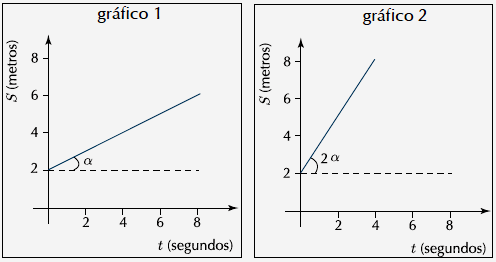 gráfico 1
S (metros)
8
6
4
2
α
2 4 6 8
t (segundos)
gráfico 2
S (metros)
8
6
4
2
2 α
2 4 6 8
t (segundos)